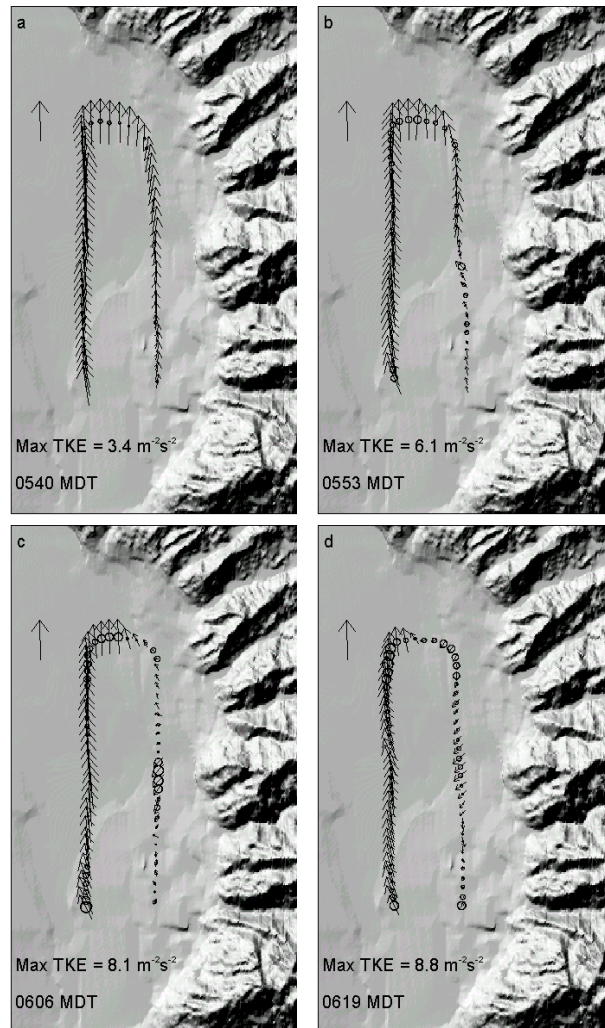 a
Max TKE = 3.4 m⁻²s⁻²
0540 MDT
b
Max TKE = 6.1 m⁻²s⁻²
0553 MDT
c
Max TKE = 8.1 m⁻²s⁻²
0606 MDT
d
Max TKE = 8.8 m⁻²s⁻²
0619 MDT